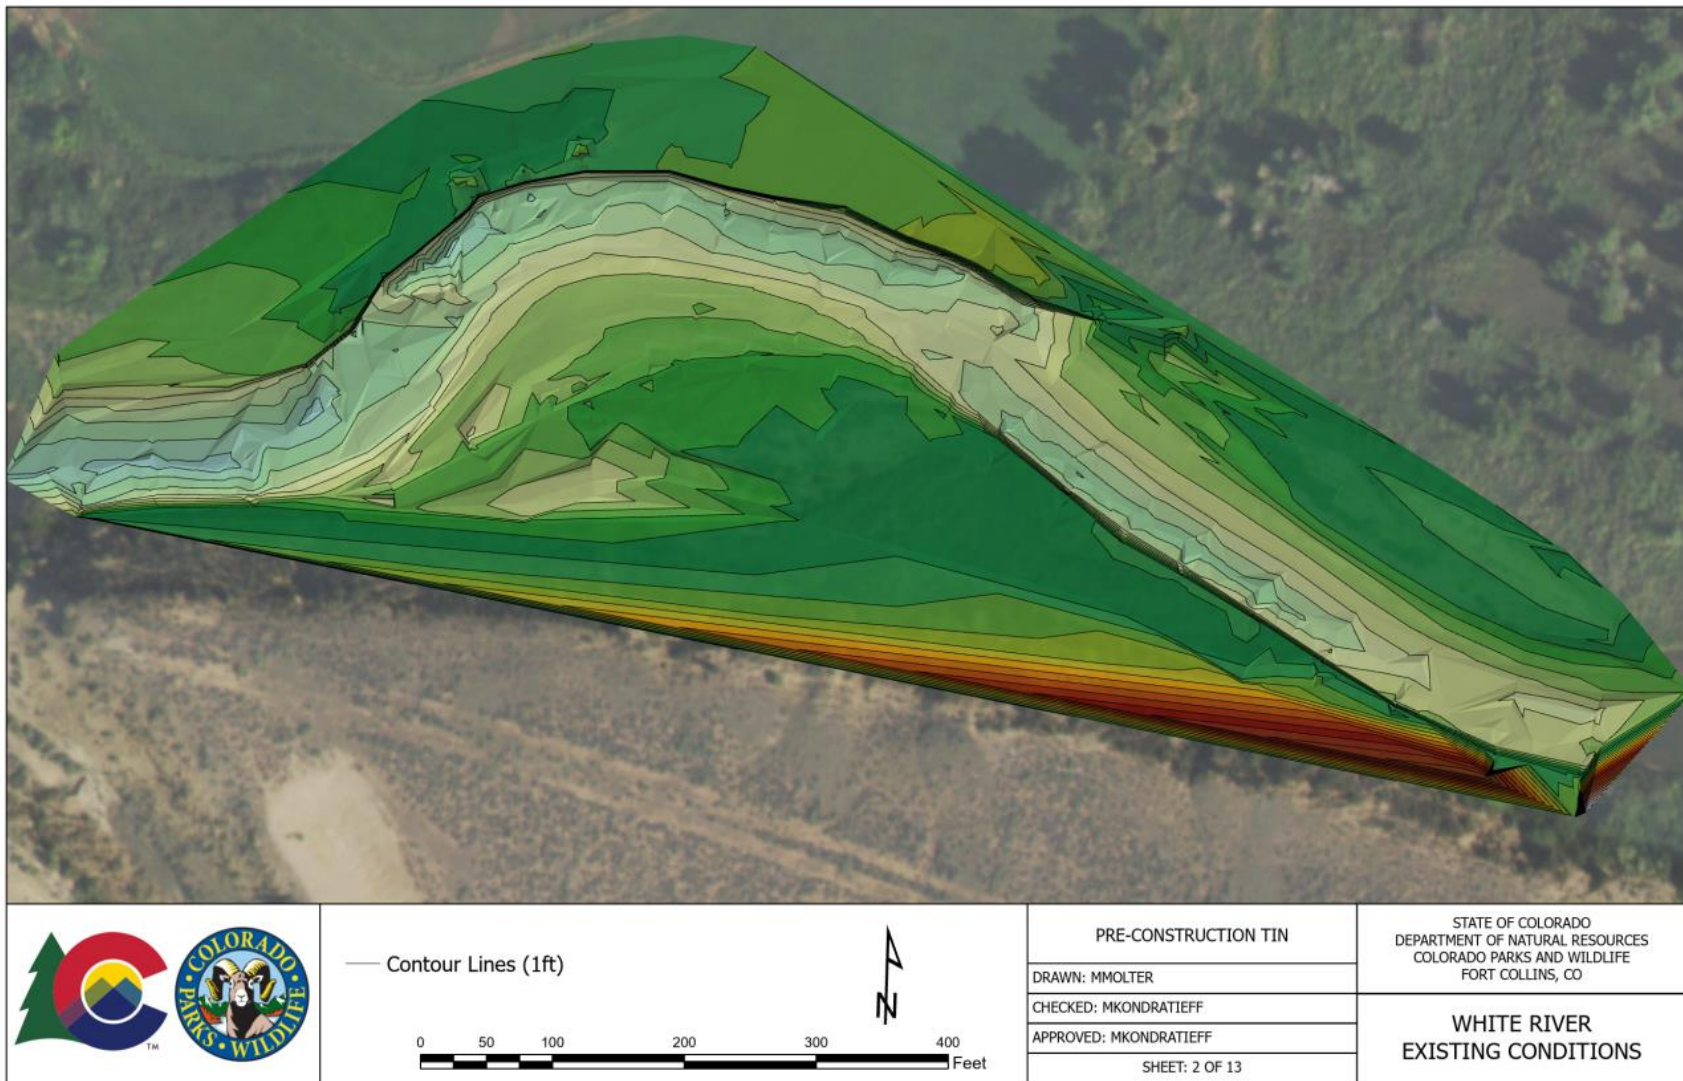 COLORADO
PARKS • WILDLIFE
TM
Contour Lines (1ft)
N
0 50 100 200 300 400
Feet
PRE-CONSTRUCTION TIN
DRAWN: MMOLTER
CHECKED: MKONDRATIEFF
APPROVED: MKONDRATIEFF
SHEET: 2 OF 13
STATE OF COLORADO
DEPARTMENT OF NATURAL RESOURCES
COLORADO PARKS AND WILDLIFE
FORT COLLINS, CO
WHITE RIVER
EXISTING CONDITIONS